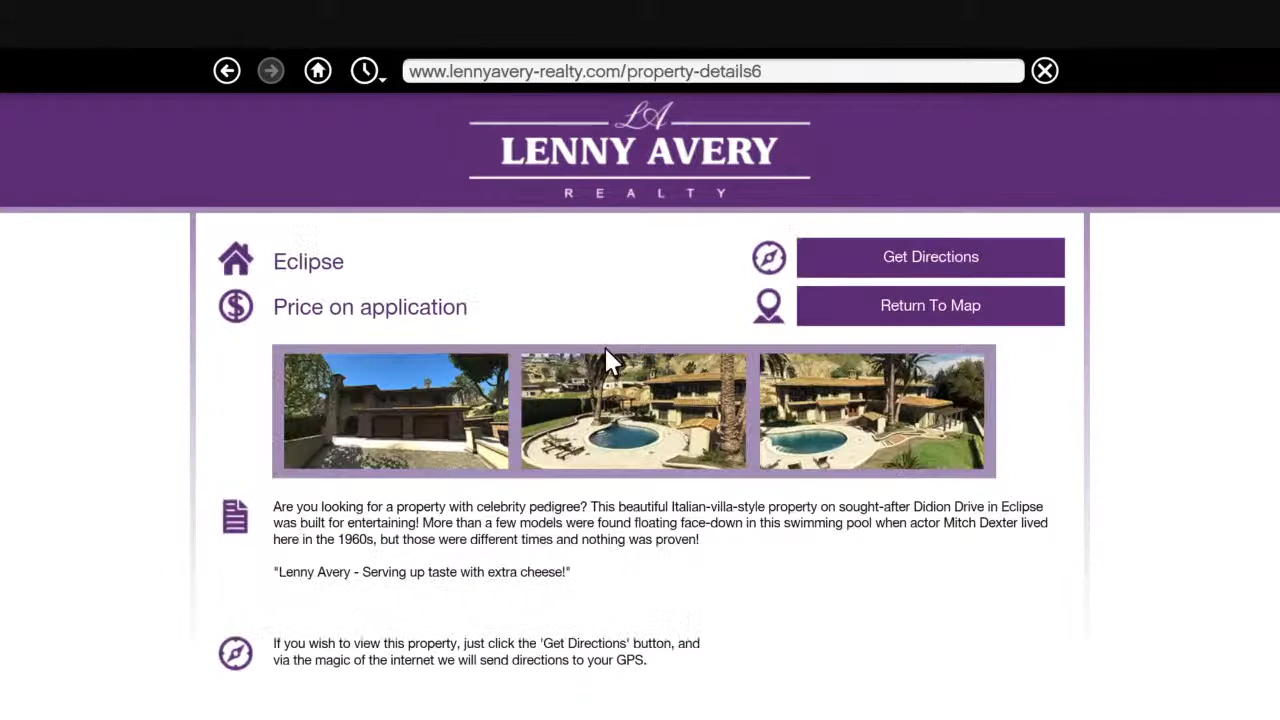 www.lennyavery-realty.com/property-details6
LA
LENNY AVERY
REALTY
Eclipse
Get Directions
Price on application
Return To Map
Are you looking for a property with celebrity pedigree? This beautiful Italian-villa-style property on sought-after Didion Drive in Eclipse
was built for entertaining! More than a few models were found floating face-down in this swimming pool when actor Mitch Dexter lived
here in the 1960s, but those were different times and nothing was proven!
"Lenny Avery - Serving up taste with extra cheese!"
If you wish to view this property, just click the 'Get Directions' button, and
via the magic of the internet we will send directions to your GPS.